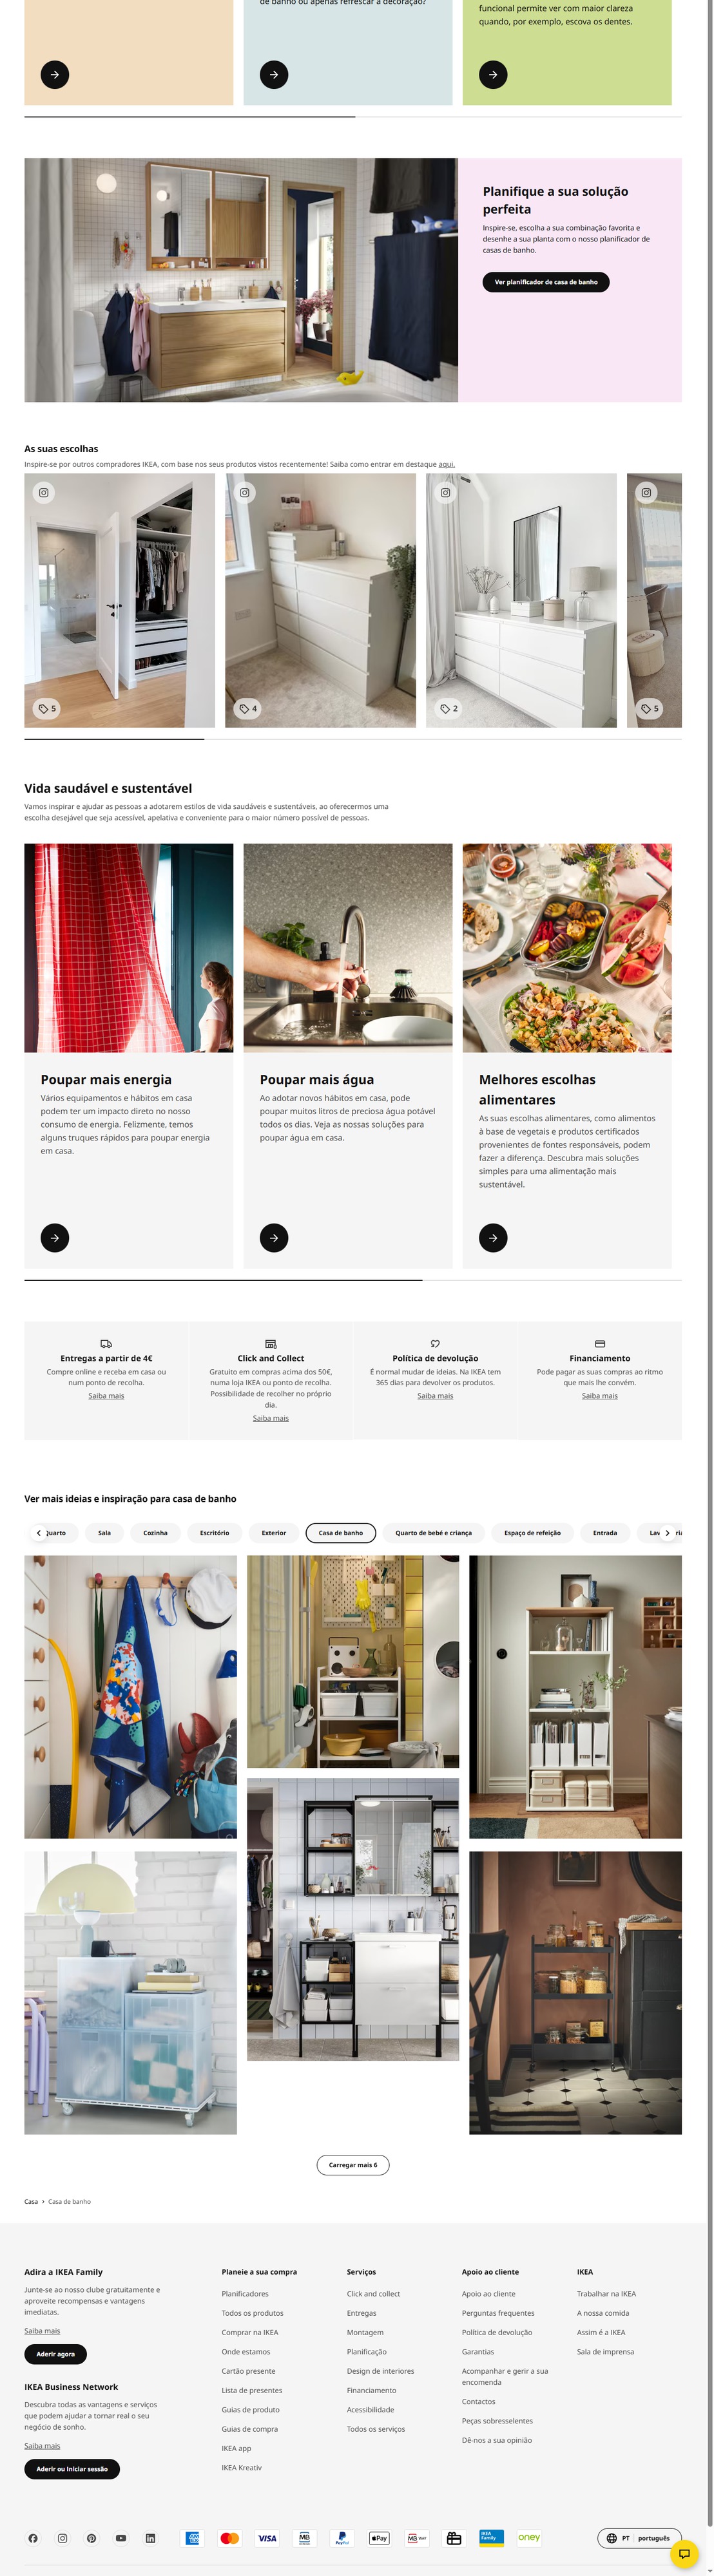 de banho ou apenas refrescar a decoração?
funcional permite ver com maior clareza
quando, por exemplo, escova os dentes.
Planifique a sua solução
perfeita
Inspire-se, escolha a sua combinação favorita e
desenhe a sua planta com o nosso planificador de
casas de banho.
Ver planificador de casa de banho
As suas escolhas
Inspire-se por outros compradores IKEA, com base nos seus produtos vistos recentemente! Saiba como entrar em destaque aqui.
5
4
2
5
Vida saudável e sustentável
Vamos inspirar e ajudar as pessoas a adotarem estilos de vida saudáveis e sustentáveis, ao oferecermos uma
escolha desejável que seja acessível, apelativa e conveniente para o maior número possível de pessoas.
Poupar mais energia
Vários equipamentos e hábitos em casa
podem ter um impacto direto no nosso
consumo de energia. Felizmente, temos
alguns truques rápidos para poupar energia
em casa.
Poupar mais água
Ao adotar novos hábitos em casa, pode
poupar muitos litros de preciosa água potável
todos os dias. Veja as nossas soluções para
poupar água em casa.
Melhores escolhas
alimentares
As suas escolhas alimentares, como alimentos
à base de vegetais e produtos certificados
provenientes de fontes responsáveis, podem
fazer a diferença. Descubra mais soluções
simples para uma alimentação mais
sustentável.
Entregas a partir de 4€
Compre online e receba em casa ou
num ponto de recolha.
Saiba mais
Click and Collect
Gratuito em compras acima dos 50€,
numa loja IKEA ou ponto de recolha.
Possibilidade de recolher no próprio
dia.
Saiba mais
Política de devolução
É normal mudar de ideias. Na IKEA tem
365 dias para devolver os produtos.
Saiba mais
Financiamento
Pode pagar as suas compras ao ritmo
que mais lhe convém.
Saiba mais
Ver mais ideias e inspiração para casa de banho
Quarto
Sala
Cozinha
Escritório
Exterior
Casa de banho
Quarto de bebé e criança
Espaço de refeição
Entrada
Carregar mais 6
Casa › Casa de banho
Adira a IKEA Family
Junte-se ao nosso clube gratuitamente e
aproveite recompensas e vantagens
imediatas.
Saiba mais
Aderir agora
IKEA Business Network
Descubra todas as vantagens e serviços
que podem ajudar a tornar real o seu
negócio de sonho.
Saiba mais
Aderir ou Iniciar sessão
Planeie a sua compra
Planificadores
Todos os produtos
Comprar na IKEA
Onde estamos
Cartão presente
Lista de presentes
Guias de produto
Guias de compra
IKEA app
IKEA Kreativ
Serviços
Click and collect
Entregas
Montagem
Planificação
Design de interiores
Financiamento
Acessibilidade
Todos os serviços
Apoio ao cliente
Apoio ao cliente
Perguntas frequentes
Política de devolução
Garantias
Acompanhar e gerir a sua
encomenda
Contactos
Peças sobresselentes
Dê-nos a sua opinião
IKEA
Trabalhar na IKEA
A nossa comida
Assim é a IKEA
Sala de imprensa
VISA
MB
PayPal
Pay
MB WAY
IKEA
Family
oney
PT
português